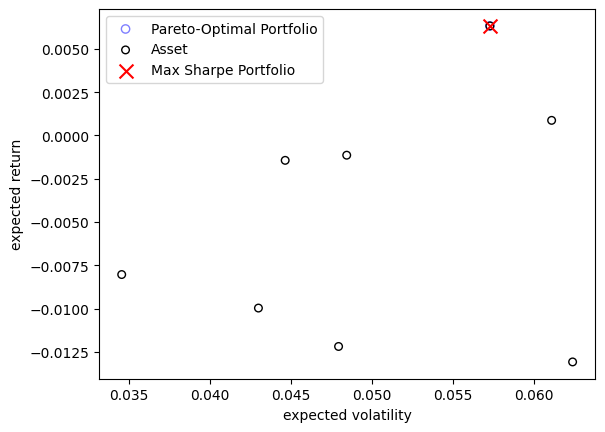 Pareto-Optimal Portfolio
Asset
Max Sharpe Portfolio
0.0050
0.0025
0.0000
−0.0025
−0.0050
−0.0075
−0.0100
−0.0125
expected return
0.035 0.040 0.045 0.050 0.055 0.060
expected volatility